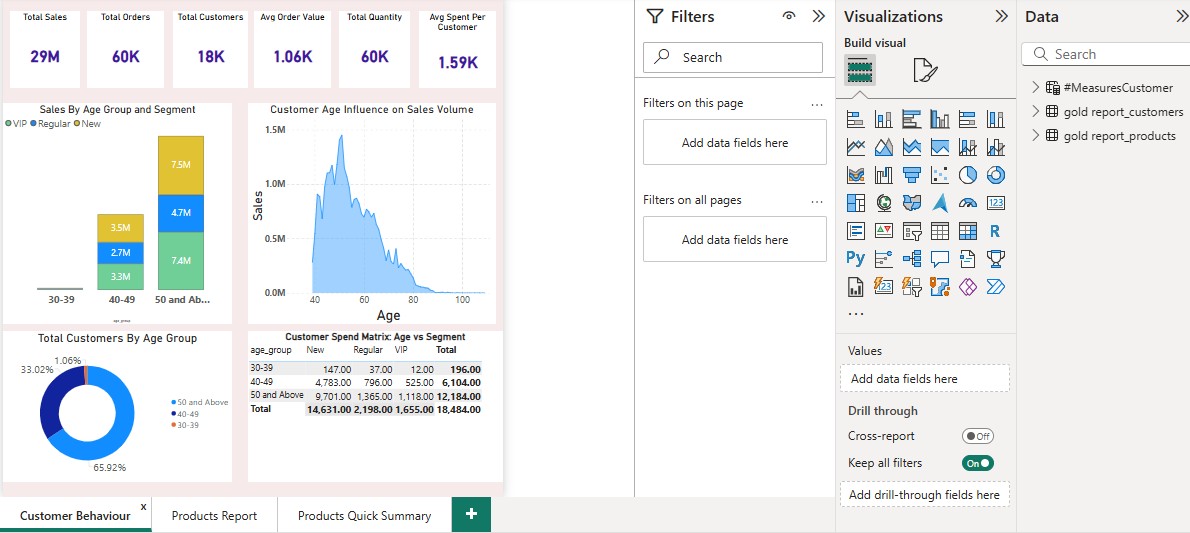 Total Sales
29M
Total Orders
60K
Total Customers
18K
Avg Order Value
1.06K
Total Quantity
60K
Avg Spent Per
Customer
1.59K
Sales By Age Group and Segment
VIP Regular New
7.5M
4.7M
7.4M
3.5M
2.7M
3.3M
30-39 40-49 50 and Ab...
age_group
Customer Age Influence on Sales Volume
1.5M
1.0M
0.5M
0.0M
Sales
40 60 80 100
Age
Total Customers By Age Group
1.06%
33.02%
65.92%
50 and Above
40-49
30-39
Customer Spend Matrix: Age vs Segment
age_group New Regular VIP Total
30-39 147.00 37.00 12.00 196.00
40-49 4,783.00 796.00 525.00 6,104.00
50 and Above 9,701.00 1,365.00 1,118.00 12,184.00
Total 14,631.00 2,198.00 1,655.00 18,484.00
Customer Behaviour x
Products Report
Products Quick Summary
+
Filters
Search
Filters on this page ...
Add data fields here
Filters on all pages ...
Add data fields here
Visualizations
Build visual
123
R
Py
123
...
Values
Add data fields here
Drill through
Cross-report Off
Keep all filters On
Add drill-through fields here
Data
Search
#MeasuresCustomer
gold report_customers
gold report_products